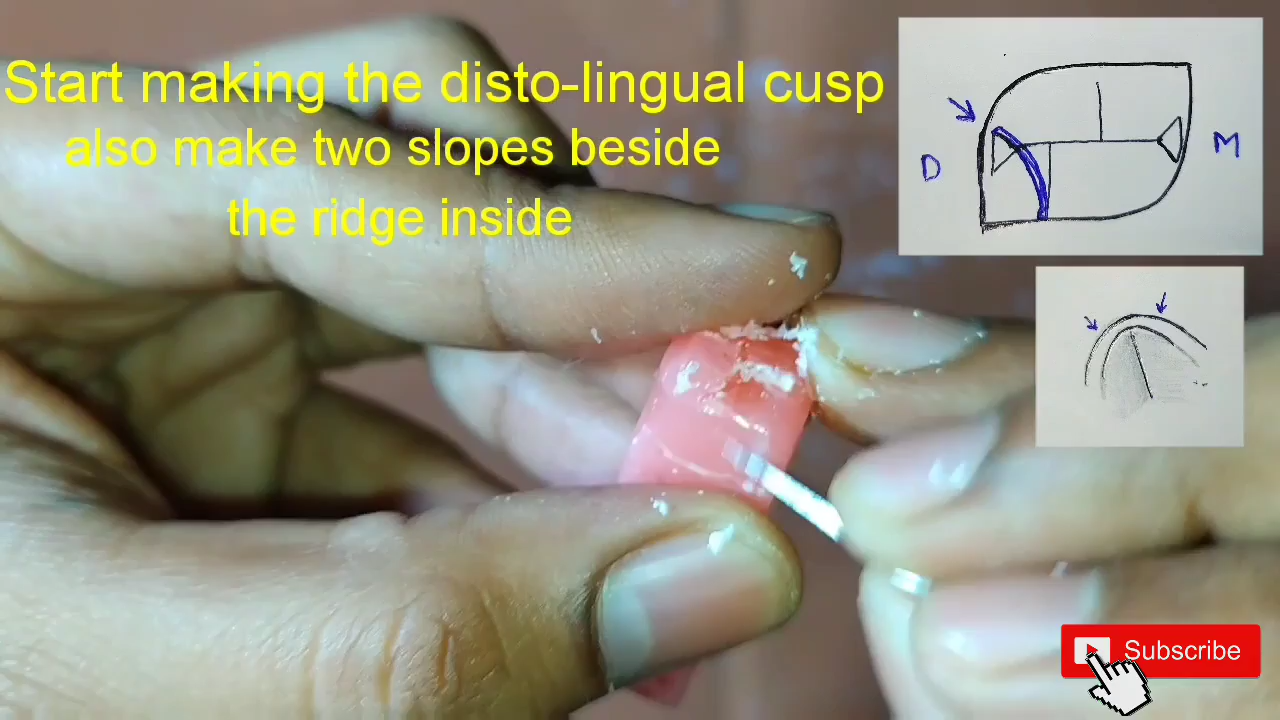 Start making the disto-lingual cusp
also make two slopes beside
the ridge inside
D
M
Subscribe